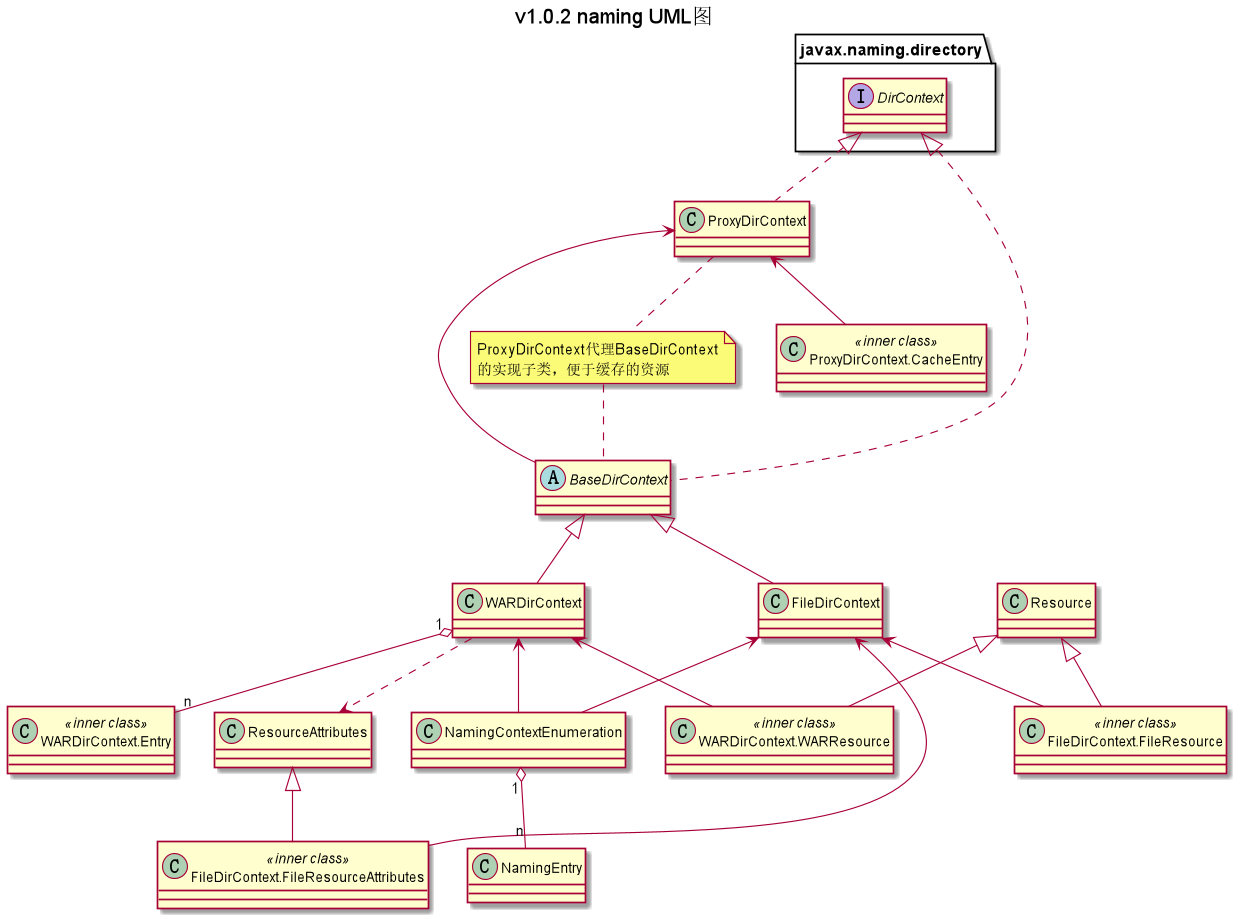 v1.0.2 naming UML图
javax.naming.directory
I DirContext
C ProxyDirContext
ProxyDirContext代理BaseDirContext
的实现子类，便于缓存的资源
C «inner class»
ProxyDirContext.CacheEntry
A BaseDirContext
C WARDirContext
C FileDirContext
C Resource
1
n
C «inner class»
WARDirContext.Entry
C ResourceAttributes
C NamingContextEnumeration
C «inner class»
WARDirContext.WARResource
C «inner class»
FileDirContext.FileResource
1
n
C «inner class»
FileDirContext.FileResourceAttributes
C NamingEntry